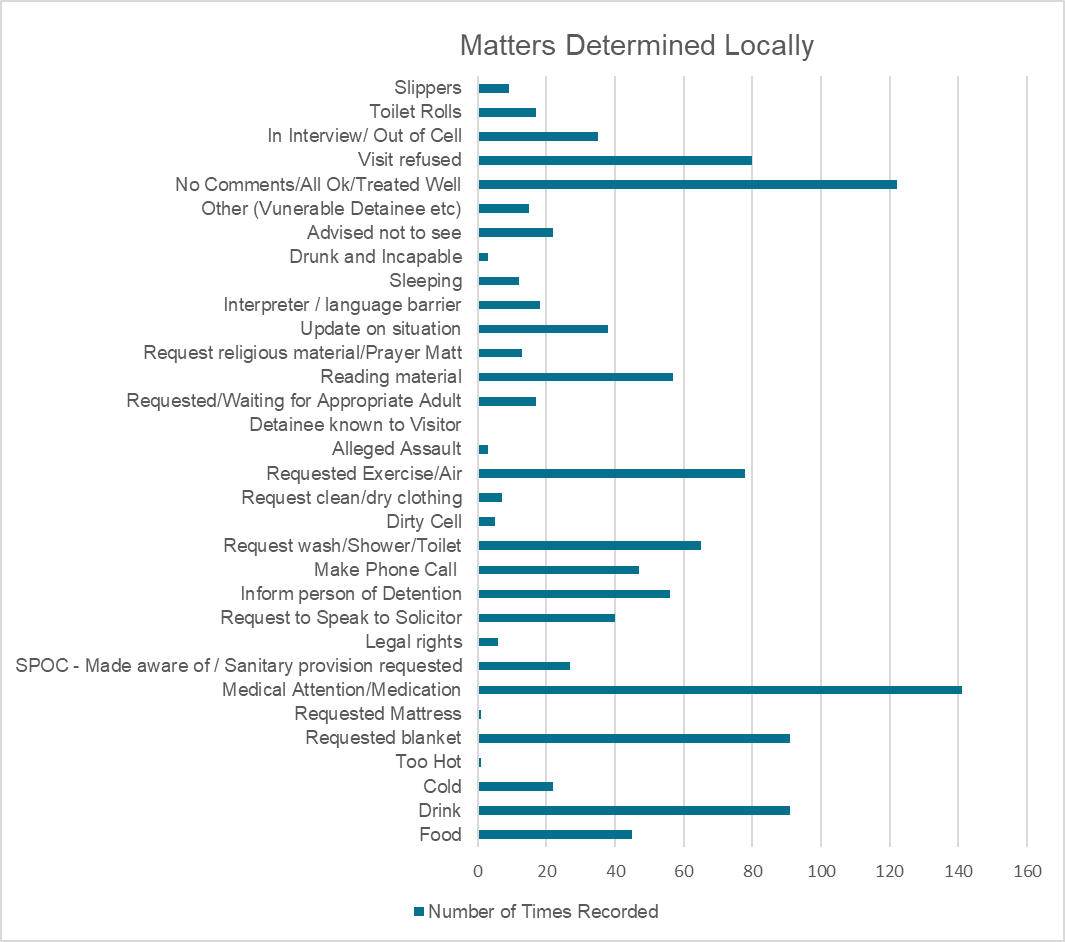 Matters Determined Locally
Slippers
Toilet Rolls
In Interview/ Out of Cell
Visit refused
No Comments/All Ok/Treated Well
Other (Vunerable Detainee etc)
Advised not to see
Drunk and Incapable
Sleeping
Interpreter / language barrier
Update on situation
Request religious material/Prayer Matt
Reading material
Requested/Waiting for Appropriate Adult
Detainee known to Visitor
Alleged Assault
Requested Exercise/Air
Request clean/dry clothing
Dirty Cell
Request wash/Shower/Toilet
Make Phone Call
Inform person of Detention
Request to Speak to Solicitor
Legal rights
SPOC - Made aware of / Sanitary provision requested
Medical Attention/Medication
Requested Mattress
Requested blanket
Too Hot
Cold
Drink
Food
0 20 40 60 80 100 120 140 160
Number of Times Recorded